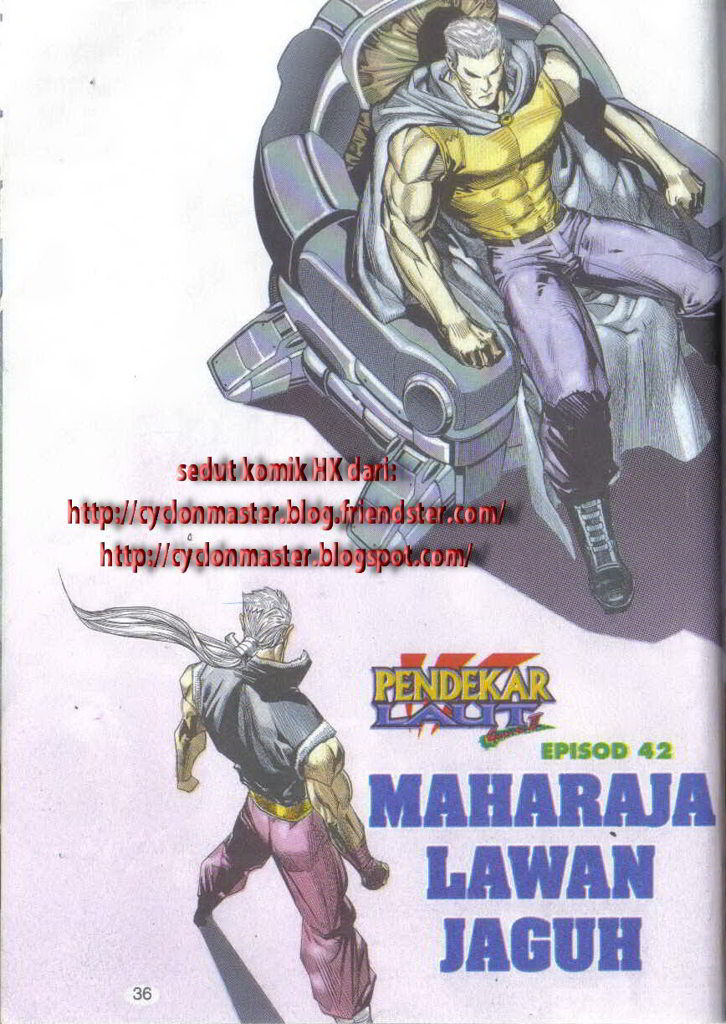 sedut komik HX dari:
http://cyclonmaster.blog.friendster.com/
http://cyclonmaster.blogspot.com/
PENDEKAR
LAUT
EPISOD 42
MAHARAJA
LAWAN
JAGUH
36